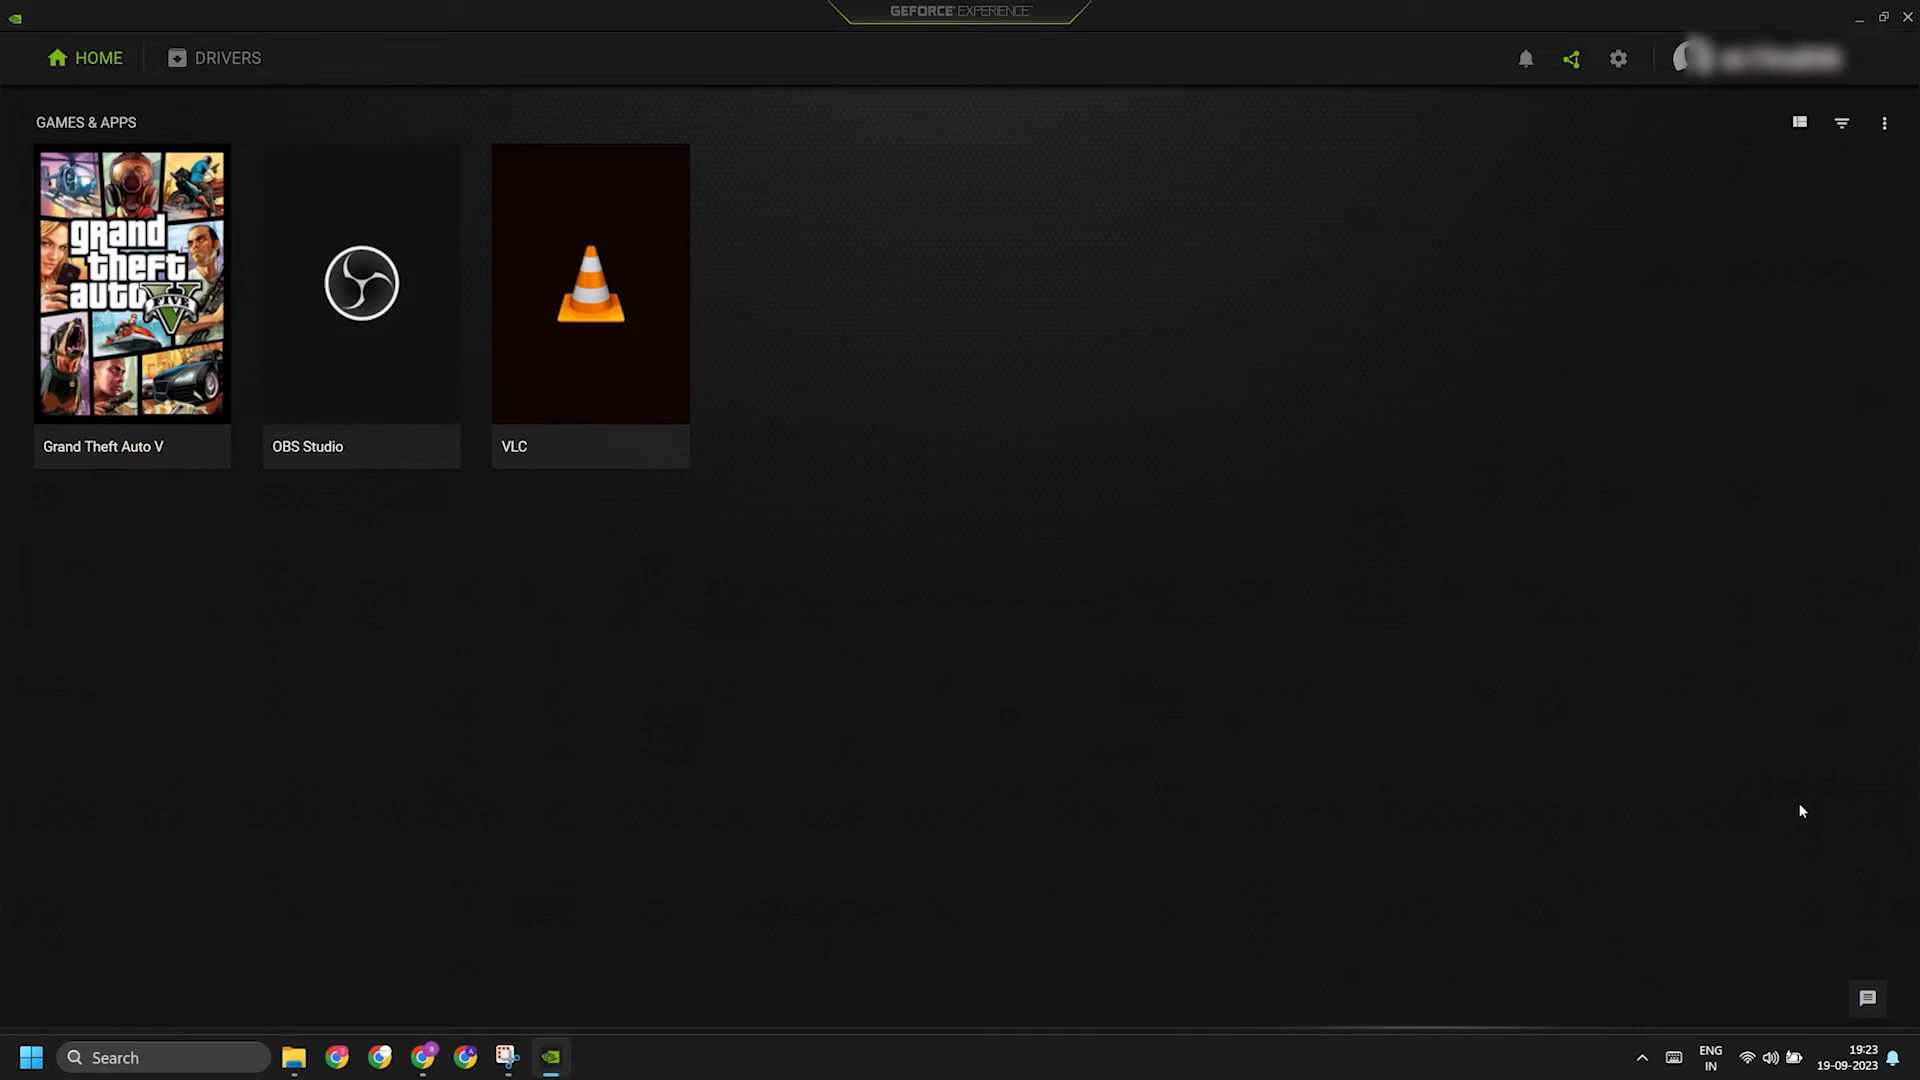 GEFORCE EXPERIENCE
HOME
DRIVERS
GAMES & APPS
grand
theft
auto
FIVE
Grand Theft Auto V
OBS Studio
VLC
Search
ENG
IN
19:23
19-09-2023